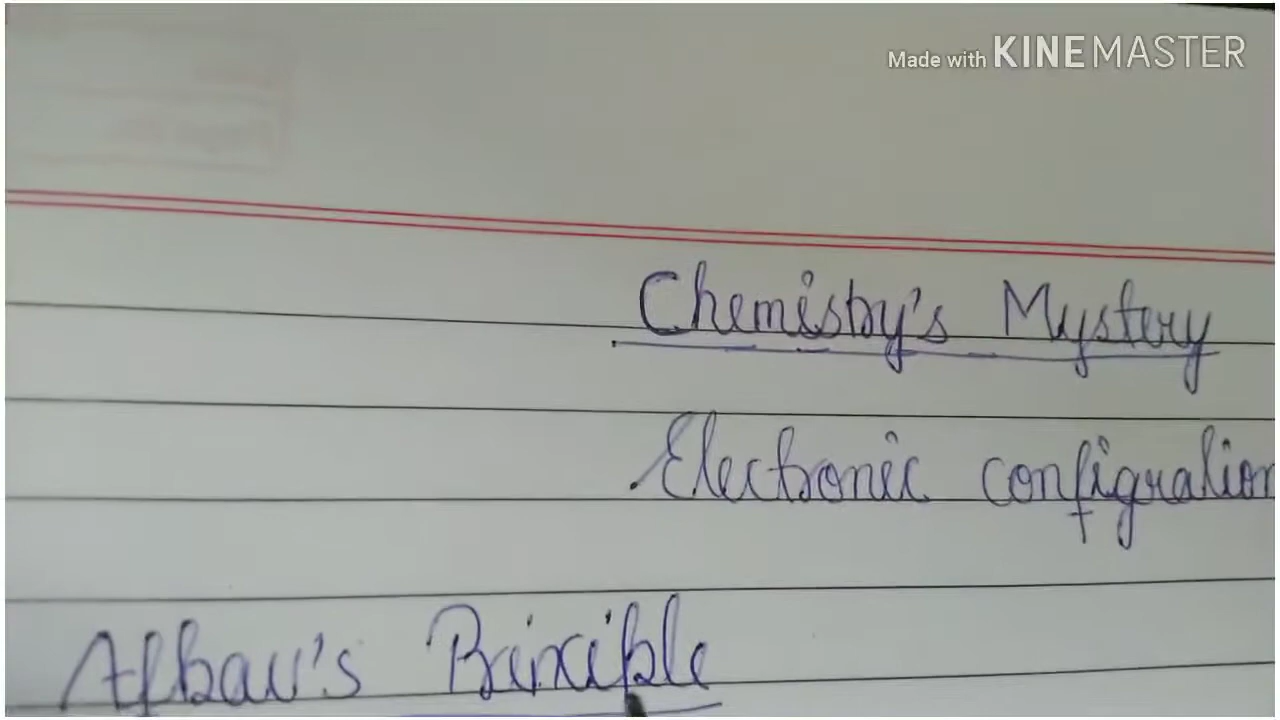 Made with KINEMASTER
Chemistry's Mystery
Electronic configration
Afbau's Principle